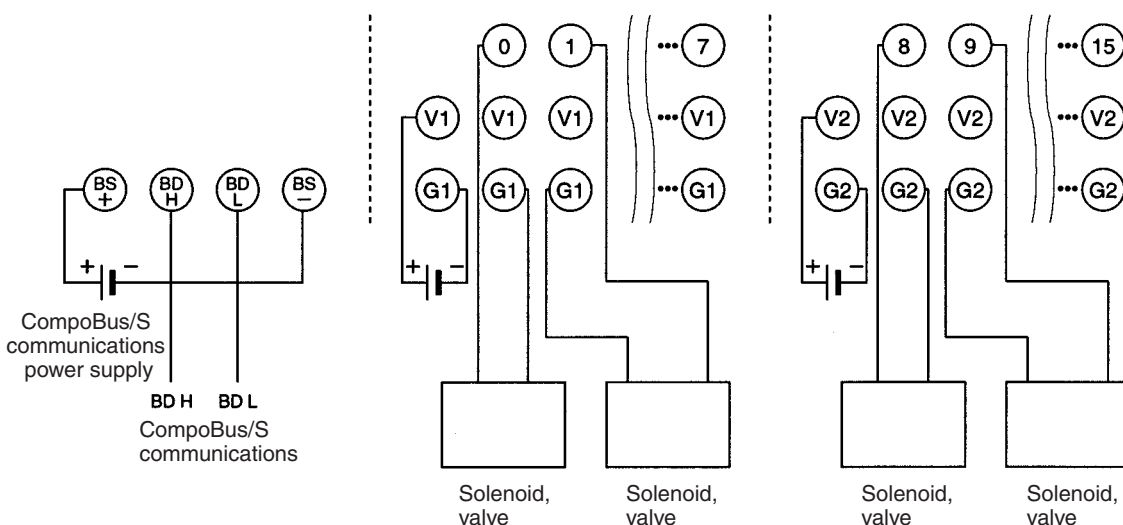 0 1 ••• 7
V1 V1 V1 ••• V1
G1 G1 G1 ••• G1
8 9 ••• 15
V2 V2 V2 ••• V2
G2 G2 G2 ••• G2
BS
+
BD
H
BD
L
BS
–
+ –
CompoBus/S
communications
power supply
BD H BD L
CompoBus/S
communications
+ –
Solenoid,
valve
Solenoid,
valve
+ –
Solenoid,
valve
Solenoid,
valve